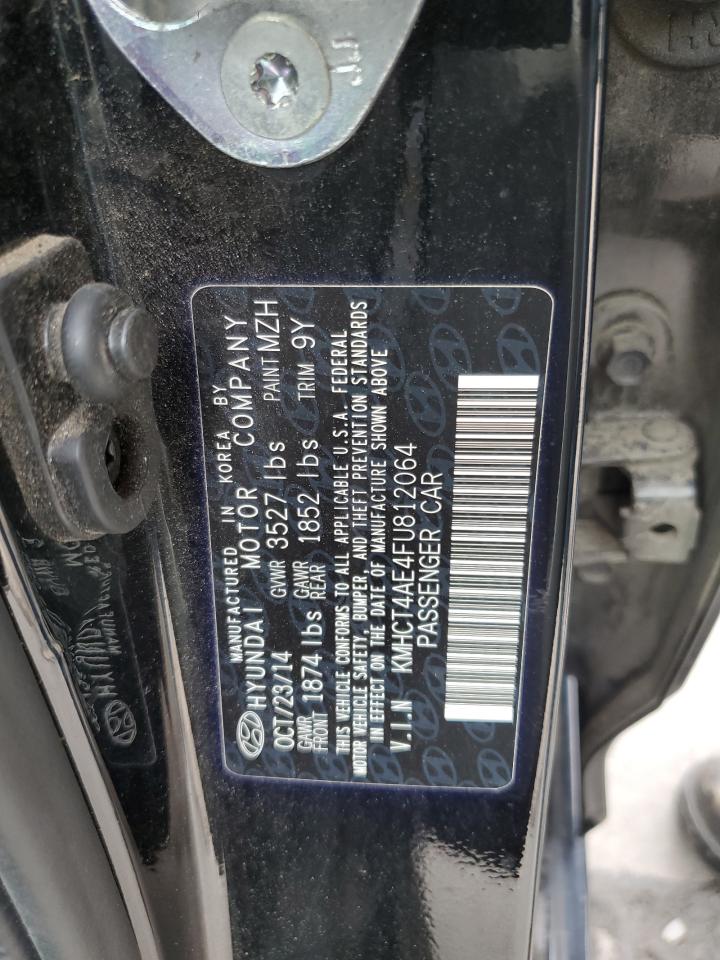 MANUFACTURED IN KOREA BY
HYUNDAI MOTOR COMPANY
OCT/23/14 GVWR 3527 lbs PAINT MZH
GAWR FRONT 1874 lbs GAWR REAR 1852 lbs TRIM 9Y
THIS VEHICLE CONFORMS TO ALL APPLICABLE U.S.A. FEDERAL
MOTOR VEHICLE SAFETY, BUMPER, AND THEFT PREVENTION STANDARDS
IN EFFECT ON THE DATE OF MANUFACTURE SHOWN ABOVE
V.I.N KMHCT4AE4FU812064
PASSENGER CAR